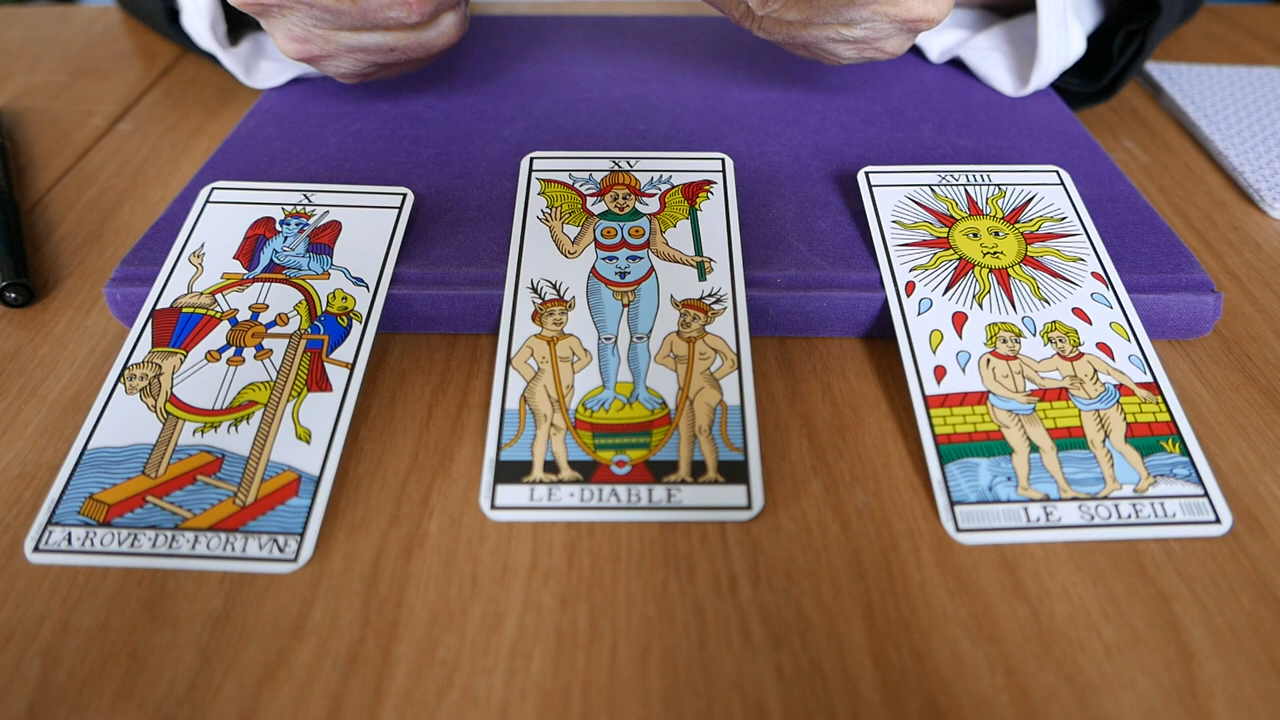 X
LA·ROVE·DE·FORTVNE
XV
LE·DIABLE
XVIIII
LE SOLEIL